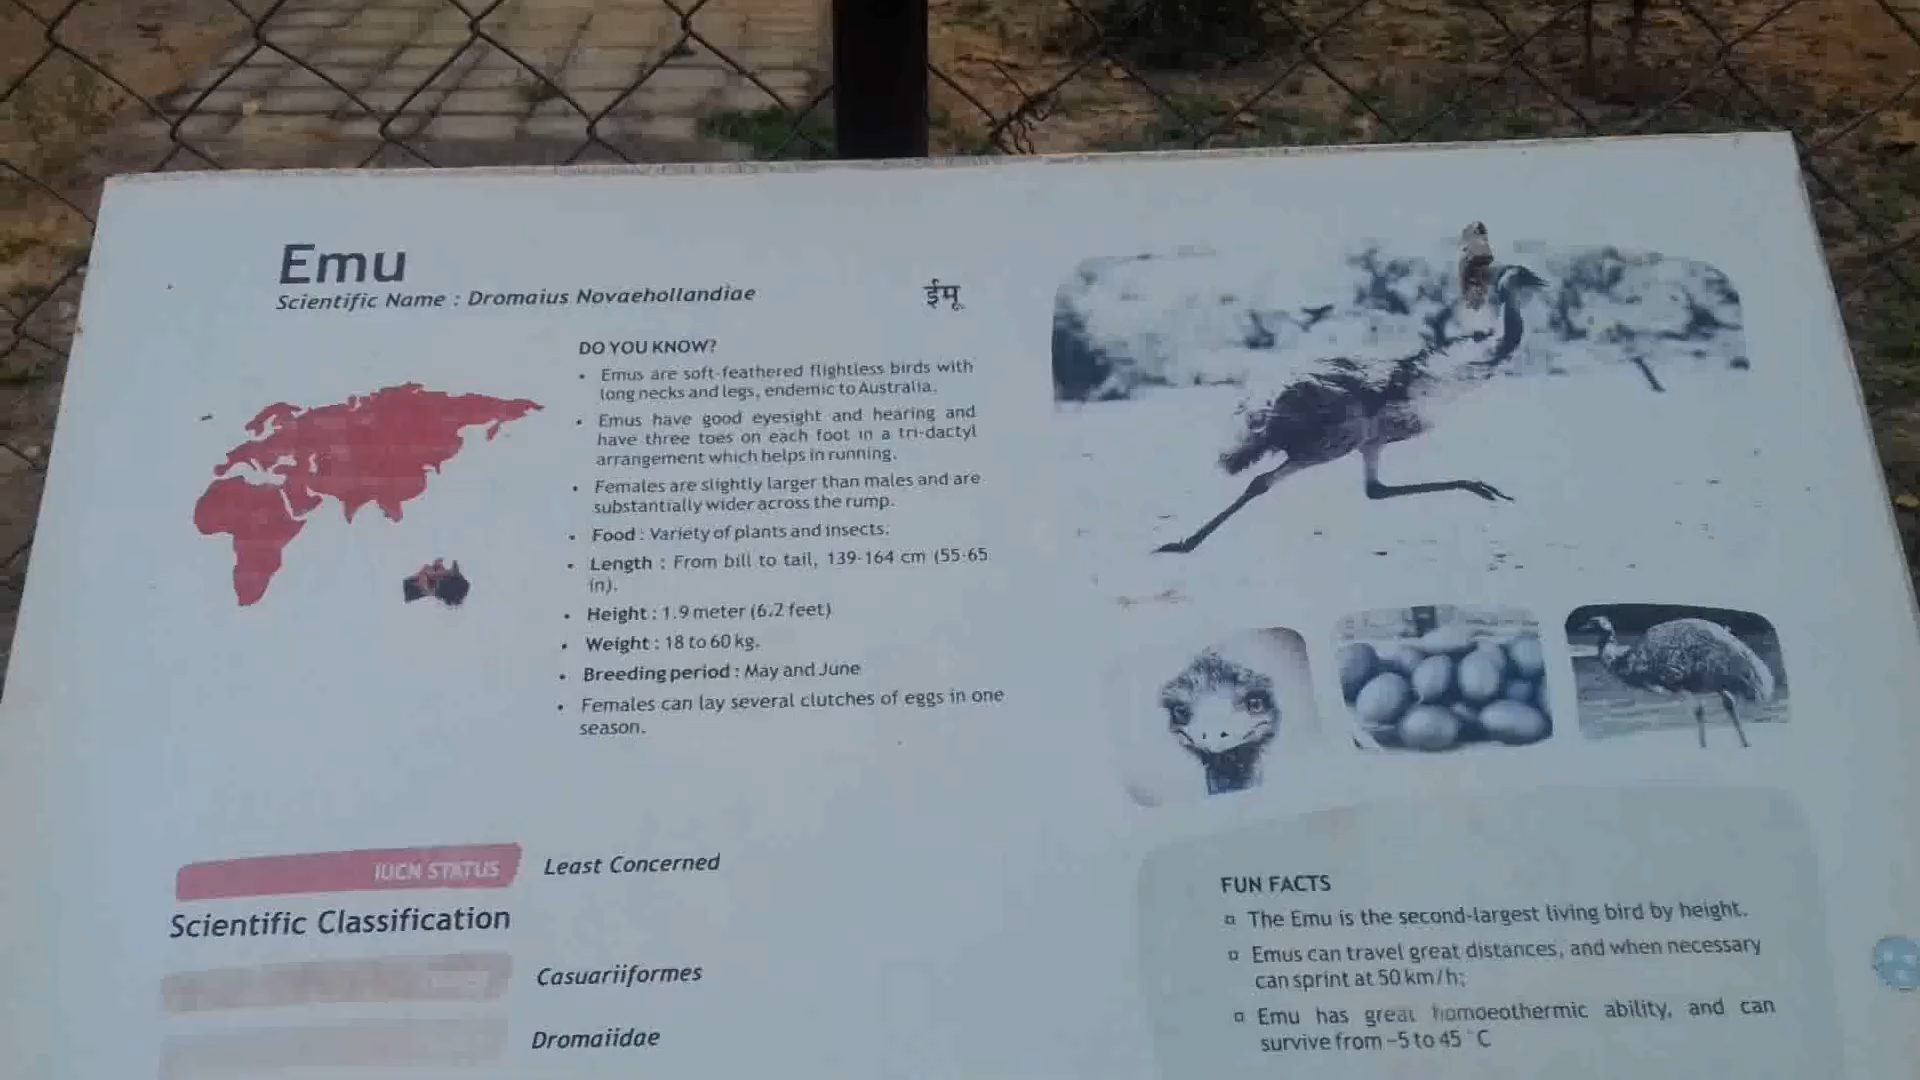 Emu
Scientific Name : Dromaius Novaehollandiae
ईमू
DO YOU KNOW?
• Emus are soft-feathered flightless birds with
long necks and legs, endemic to Australia.
• Emus have good eyesight and hearing and
have three toes on each foot in a tri-dactyl
arrangement which helps in running.
• Females are slightly larger than males and are
substantially wider across the rump.
• Food : Variety of plants and insects.
• Length : From bill to tail, 139-164 cm (55-65
in).
• Height : 1.9 meter (6.2 feet)
• Weight : 18 to 60 kg.
• Breeding period : May and June
• Females can lay several clutches of eggs in one
season.
IUCN STATUS
Least Concerned
Scientific Classification
Casuariiformes
Dromaiidae
FUN FACTS
▫ The Emu is the second-largest living bird by height.
▫ Emus can travel great distances, and when necessary
can sprint at 50 km/h;
▫ Emu has great homoeothermic ability, and can
survive from -5 to 45 °C